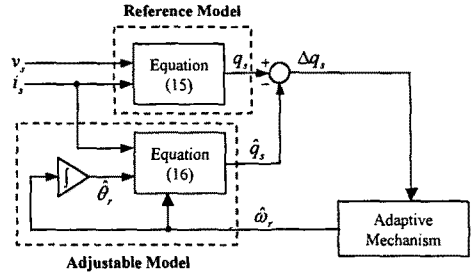 Reference Model
v_s
i_s
Equation
(15)
q_s
+
−
Δq_s
Equation
(16)
q̂_s
∫
θ̂_r
ω̂_r
Adaptive
Mechanism
Adjustable Model